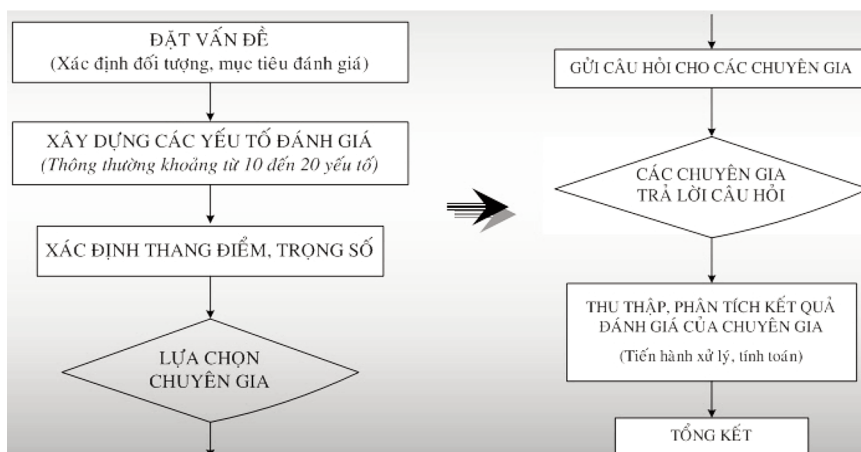 ĐẶT VẤN ĐỀ
(Xác định đối tượng, mục tiêu đánh giá)
XÂY DỰNG CÁC YẾU TỐ ĐÁNH GIÁ
(Thông thường khoảng từ 10 đến 20 yếu tố)
XÁC ĐỊNH THANG ĐIỂM, TRỌNG SỐ
LỰA CHỌN
CHUYÊN GIA
GỬI CÂU HỎI CHO CÁC CHUYÊN GIA
CÁC CHUYÊN GIA
TRẢ LỜI CÂU HỎI
THU THẬP, PHÂN TÍCH KẾT QUẢ
ĐÁNH GIÁ CỦA CHUYÊN GIA
(Tiến hành xử lý, tính toán)
TỔNG KẾT